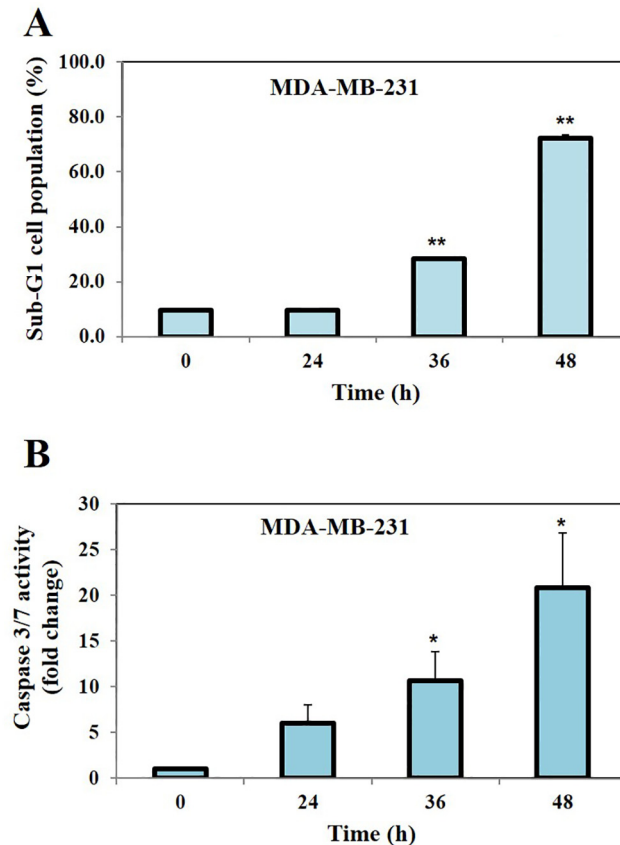 A
Sub-G1 cell population (%)
100.0
80.0
60.0
40.0
20.0
0.0
MDA-MB-231
**
**
0 24 36 48
Time (h)
B
Caspase 3/7 activity
(fold change)
30
25
20
15
10
5
0
MDA-MB-231
*
*
0 24 36 48
Time (h)